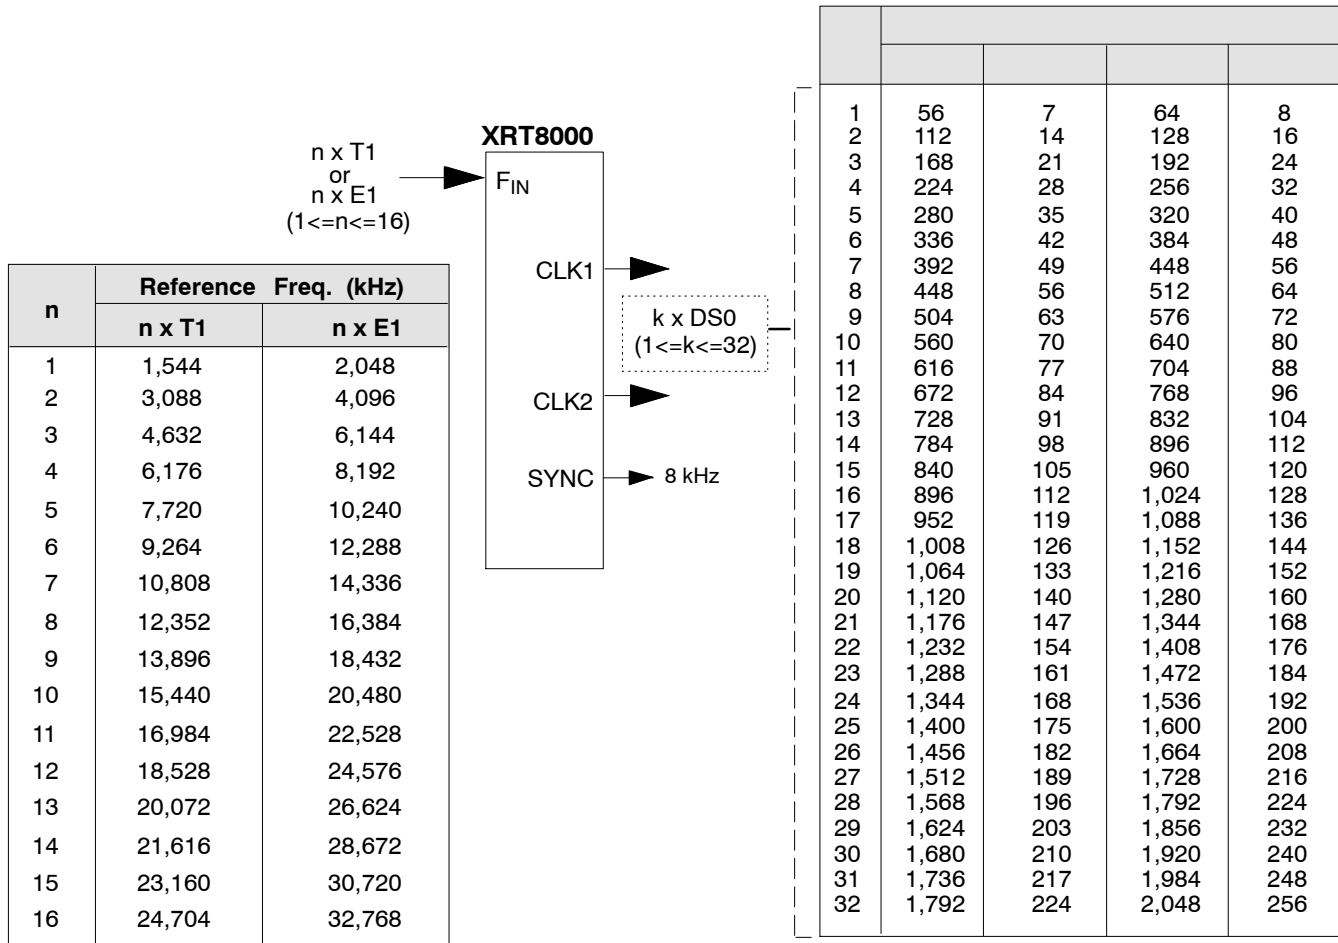 n x T1
or
n x E1
(1<=n<=16)
XRT8000
FIN
CLK1
CLK2
SYNC
8 kHz
k x DS0
(1<=k<=32)
n Reference Freq. (kHz)
n x T1 n x E1
1 1,544 2,048
2 3,088 4,096
3 4,632 6,144
4 6,176 8,192
5 7,720 10,240
6 9,264 12,288
7 10,808 14,336
8 12,352 16,384
9 13,896 18,432
10 15,440 20,480
11 16,984 22,528
12 18,528 24,576
13 20,072 26,624
14 21,616 28,672
15 23,160 30,720
16 24,704 32,768
1 56 7 64 8
2 112 14 128 16
3 168 21 192 24
4 224 28 256 32
5 280 35 320 40
6 336 42 384 48
7 392 49 448 56
8 448 56 512 64
9 504 63 576 72
10 560 70 640 80
11 616 77 704 88
12 672 84 768 96
13 728 91 832 104
14 784 98 896 112
15 840 105 960 120
16 896 112 1,024 128
17 952 119 1,088 136
18 1,008 126 1,152 144
19 1,064 133 1,216 152
20 1,120 140 1,280 160
21 1,176 147 1,344 168
22 1,232 154 1,408 176
23 1,288 161 1,472 184
24 1,344 168 1,536 192
25 1,400 175 1,600 200
26 1,456 182 1,664 208
27 1,512 189 1,728 216
28 1,568 196 1,792 224
29 1,624 203 1,856 232
30 1,680 210 1,920 240
31 1,736 217 1,984 248
32 1,792 224 2,048 256